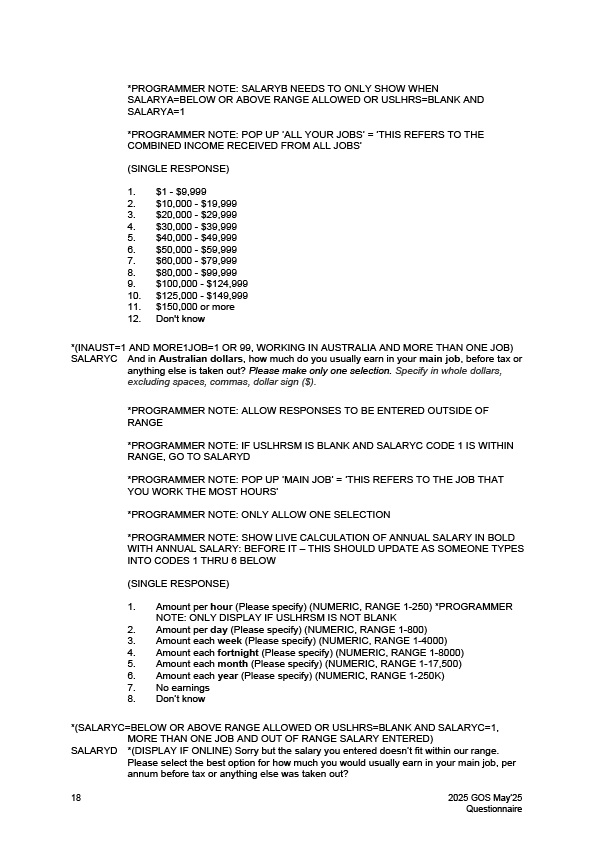 *PROGRAMMER NOTE: SALARYB NEEDS TO ONLY SHOW WHEN
SALARYA=BELOW OR ABOVE RANGE ALLOWED OR USLHRS=BLANK AND
SALARYA=1
*PROGRAMMER NOTE: POP UP 'ALL YOUR JOBS' = 'THIS REFERS TO THE
COMBINED INCOME RECEIVED FROM ALL JOBS'
(SINGLE RESPONSE)
1. $1 - $9,999
2. $10,000 - $19,999
3. $20,000 - $29,999
4. $30,000 - $39,999
5. $40,000 - $49,999
6. $50,000 - $59,999
7. $60,000 - $79,999
8. $80,000 - $99,999
9. $100,000 - $124,999
10. $125,000 - $149,999
11. $150,000 or more
12. Don't know
*(INAUST=1 AND MORE1JOB=1 OR 99, WORKING IN AUSTRALIA AND MORE THAN ONE JOB)
SALARYC And in Australian dollars, how much do you usually earn in your main job, before tax or
anything else is taken out? Please make only one selection. Specify in whole dollars,
excluding spaces, commas, dollar sign ($).
*PROGRAMMER NOTE: ALLOW RESPONSES TO BE ENTERED OUTSIDE OF
RANGE
*PROGRAMMER NOTE: IF USLHRSM IS BLANK AND SALARYC CODE 1 IS WITHIN
RANGE, GO TO SALARYD
*PROGRAMMER NOTE: POP UP 'MAIN JOB' = 'THIS REFERS TO THE JOB THAT
YOU WORK THE MOST HOURS'
*PROGRAMMER NOTE: ONLY ALLOW ONE SELECTION
*PROGRAMMER NOTE: SHOW LIVE CALCULATION OF ANNUAL SALARY IN BOLD
WITH ANNUAL SALARY: BEFORE IT – THIS SHOULD UPDATE AS SOMEONE TYPES
INTO CODES 1 THRU 6 BELOW
(SINGLE RESPONSE)
1. Amount per hour (Please specify) (NUMERIC, RANGE 1-250) *PROGRAMMER
NOTE: ONLY DISPLAY IF USLHRSM IS NOT BLANK
2. Amount per day (Please specify) (NUMERIC, RANGE 1-800)
3. Amount each week (Please specify) (NUMERIC, RANGE 1-4000)
4. Amount each fortnight (Please specify) (NUMERIC, RANGE 1-8000)
5. Amount each month (Please specify) (NUMERIC, RANGE 1-17,500)
6. Amount each year (Please specify) (NUMERIC, RANGE 1-250K)
7. No earnings
8. Don't know
*(SALARYC=BELOW OR ABOVE RANGE ALLOWED OR USLHRS=BLANK AND SALARYC=1,
MORE THAN ONE JOB AND OUT OF RANGE SALARY ENTERED)
SALARYD *(DISPLAY IF ONLINE) Sorry but the salary you entered doesn't fit within our range.
Please select the best option for how much you would usually earn in your main job, per
annum before tax or anything else was taken out?
18 2025 GOS May'25
Questionnaire